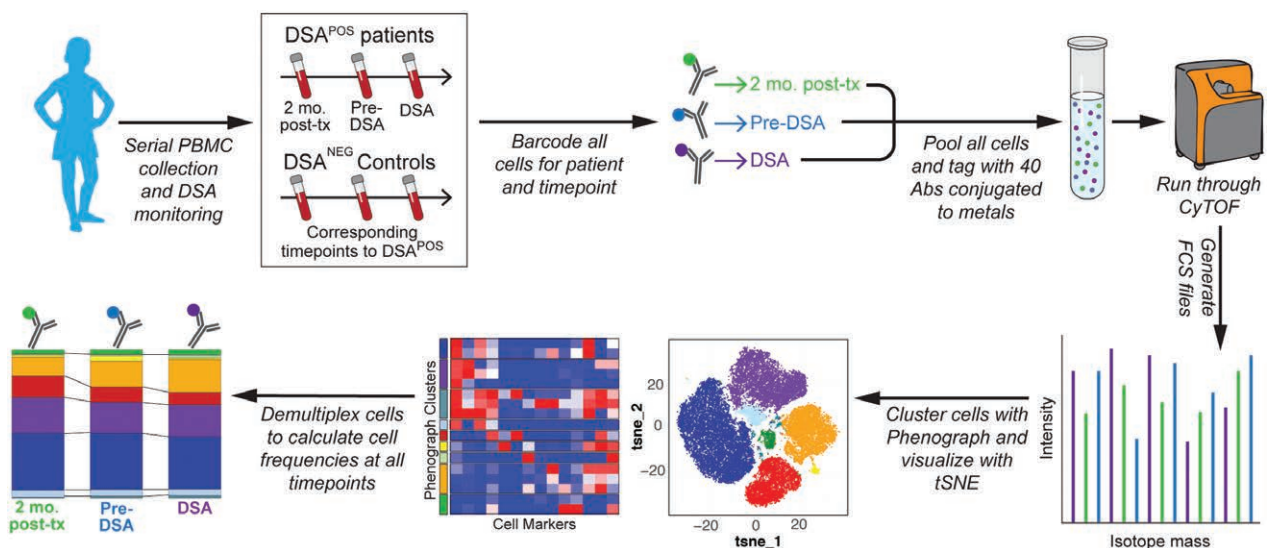 Serial PBMC
collection
and DSA
monitoring
DSA^POS patients
2 mo.
post-tx
Pre-
DSA
DSA
DSA^NEG Controls
Corresponding
timepoints to DSA^POS
Barcode all
cells for patient
and timepoint
2 mo. post-tx
Pre-DSA
DSA
Pool all cells
and tag with 40
Abs conjugated
to metals
Run through
CyTOF
Generate
FCS files
Intensity
Isotope mass
Cluster cells with
Phenograph and
visualize with
tSNE
tsne_2
20
0
−20
−20
0
20
tsne_1
Phenograph Clusters
Cell Markers
Demultiplex cells
to calculate cell
frequencies at all
timepoints
2 mo.
post-tx
Pre-
DSA
DSA